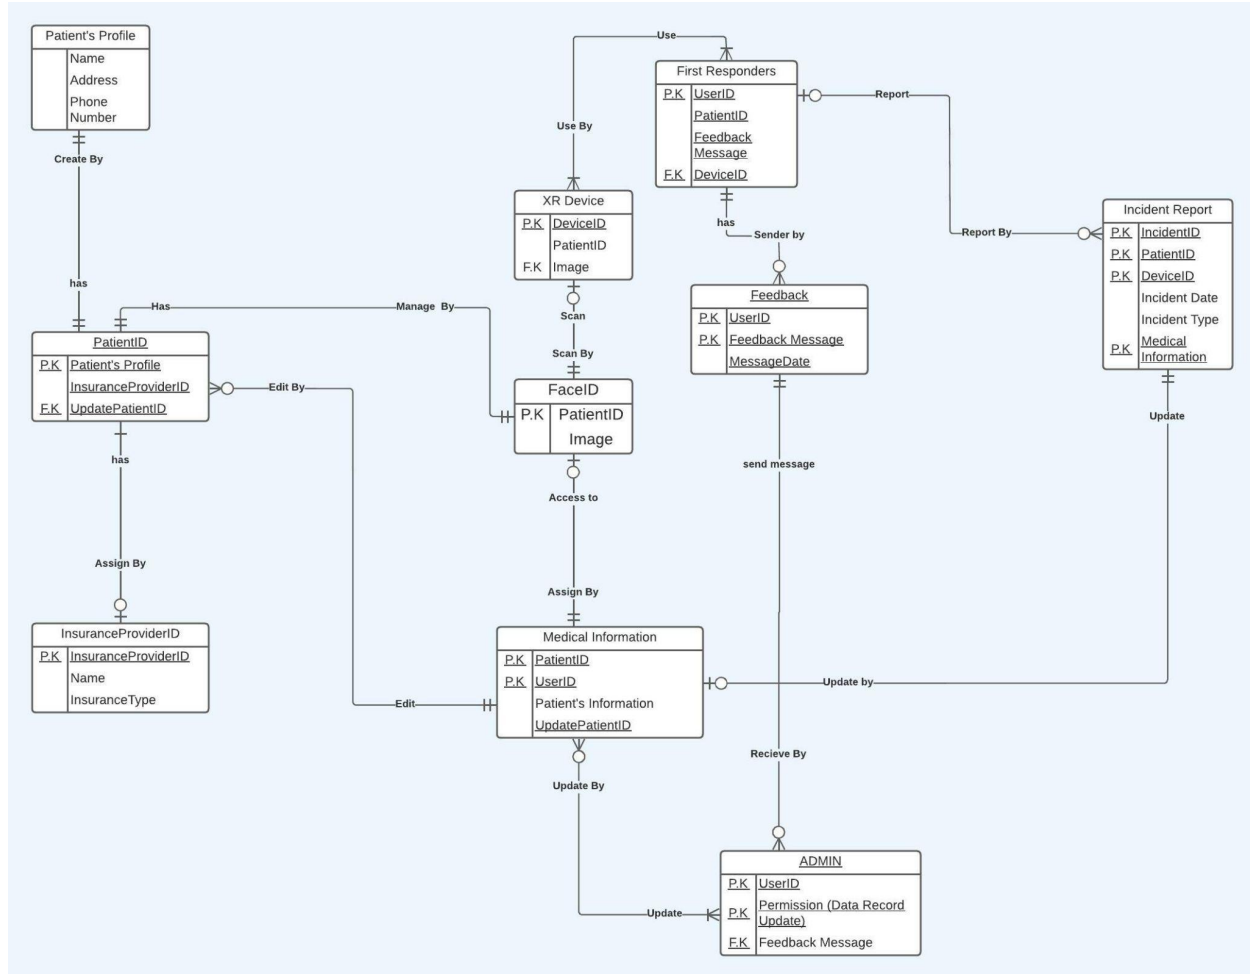 Patient's Profile
Name
Address
Phone
Number
Create By
has
Use
Use By
First Responders
P.K UserID
PatientID
Feedback
Message
F.K DeviceID
Report
Report By
XR Device
P.K DeviceID
PatientID
F.K Image
has
Sender by
Incident Report
P.K IncidentID
P.K PatientID
P.K DeviceID
Incident Date
Incident Type
P.K Medical
Information
Has
Manage By
Scan
Scan By
Feedback
P.K UserID
P.K Feedback Message
MessageDate
PatientID
P.K Patient's Profile
InsuranceProviderID
F.K UpdatePatientID
Edit By
FaceID
P.K PatientID
Image
Update
has
send message
Access to
Assign By
Assign By
InsuranceProviderID
P.K InsuranceProviderID
Name
InsuranceType
Medical Information
P.K PatientID
P.K UserID
Patient's Information
UpdatePatientID
Edit
Update by
Recieve By
Update By
ADMIN
P.K UserID
P.K Permission (Data Record
Update)
F.K Feedback Message
Update